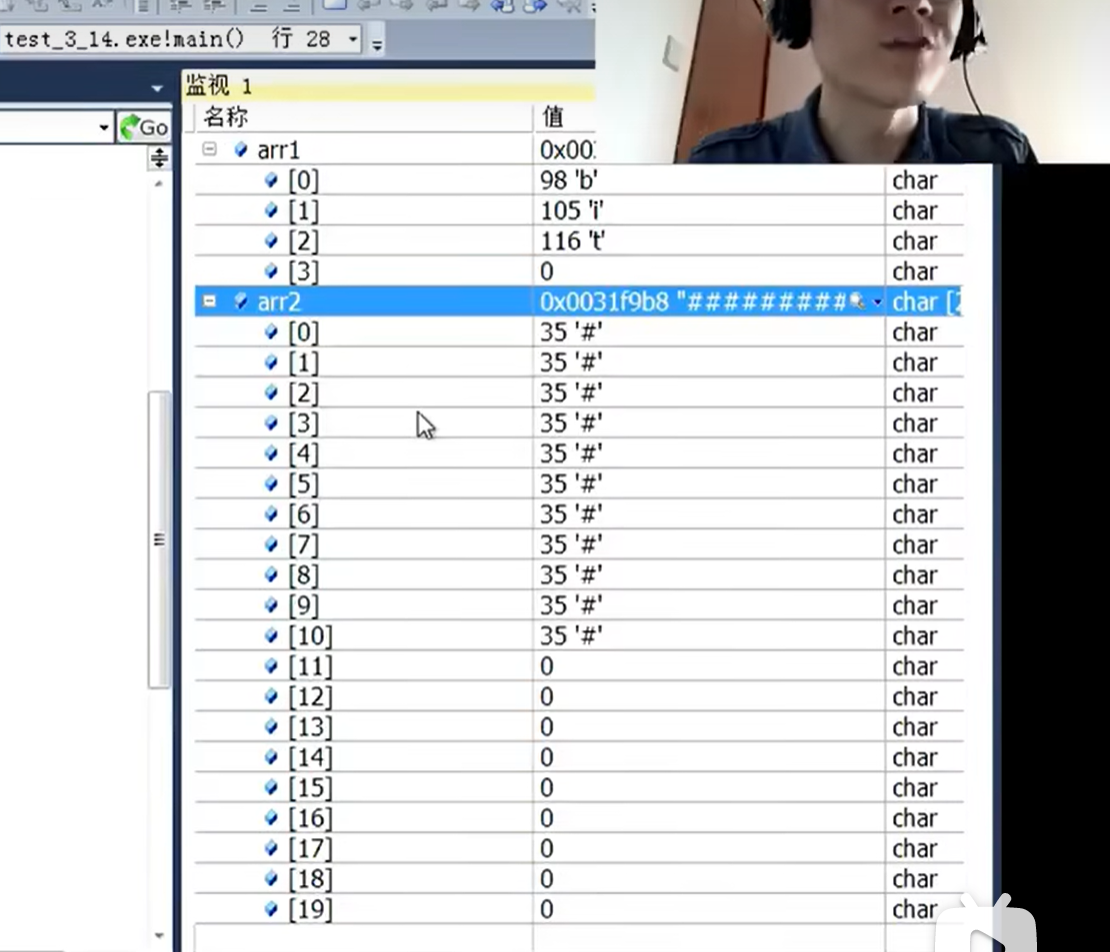 test_3_14.exe!main() 行 28
监视 1
Go
名称 值
arr1 0x00
[0] 98 'b' char
[1] 105 'i' char
[2] 116 't' char
[3] 0 char
arr2 0x0031f9b8 "######### char [
[0] 35 '#' char
[1] 35 '#' char
[2] 35 '#' char
[3] 35 '#' char
[4] 35 '#' char
[5] 35 '#' char
[6] 35 '#' char
[7] 35 '#' char
[8] 35 '#' char
[9] 35 '#' char
[10] 35 '#' char
[11] 0 char
[12] 0 char
[13] 0 char
[14] 0 char
[15] 0 char
[16] 0 char
[17] 0 char
[18] 0 char
[19] 0 char